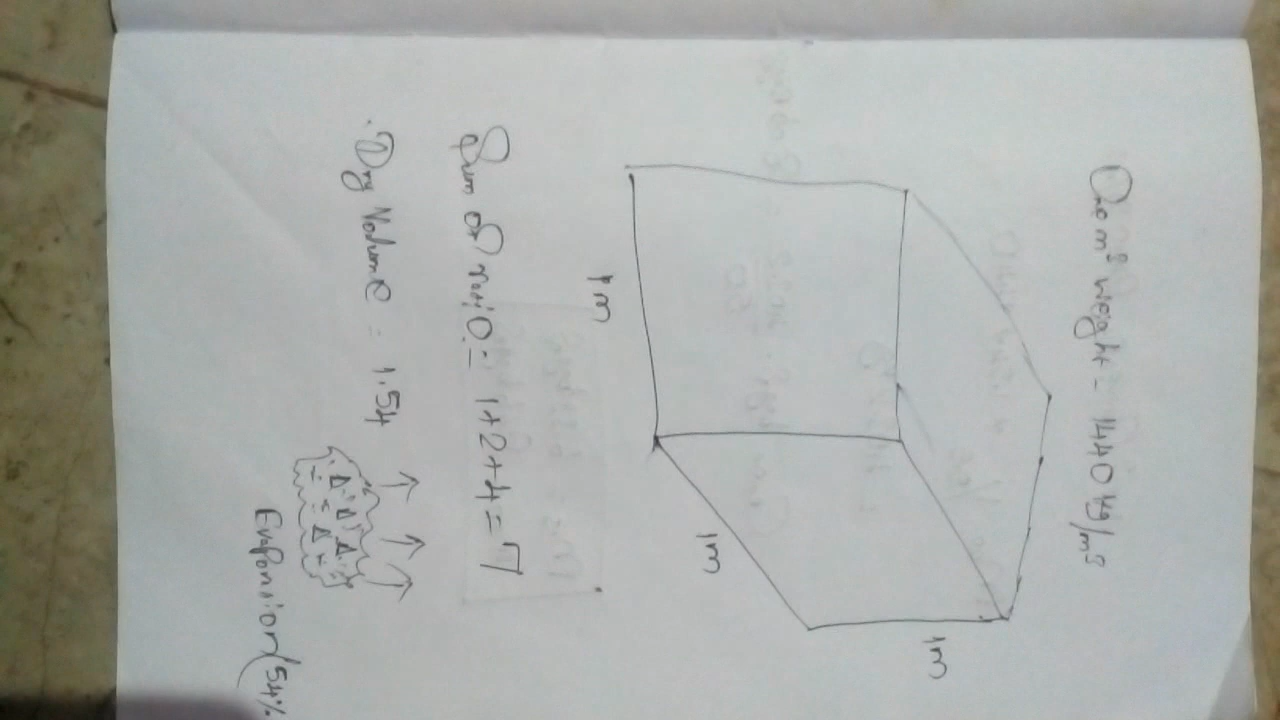 One m³ weight = 1440 kg/m³
1m
1m
1m
Sum of ratio = 1+2+4 = 7
Dry Volume = 1.54
Evaporation (54%